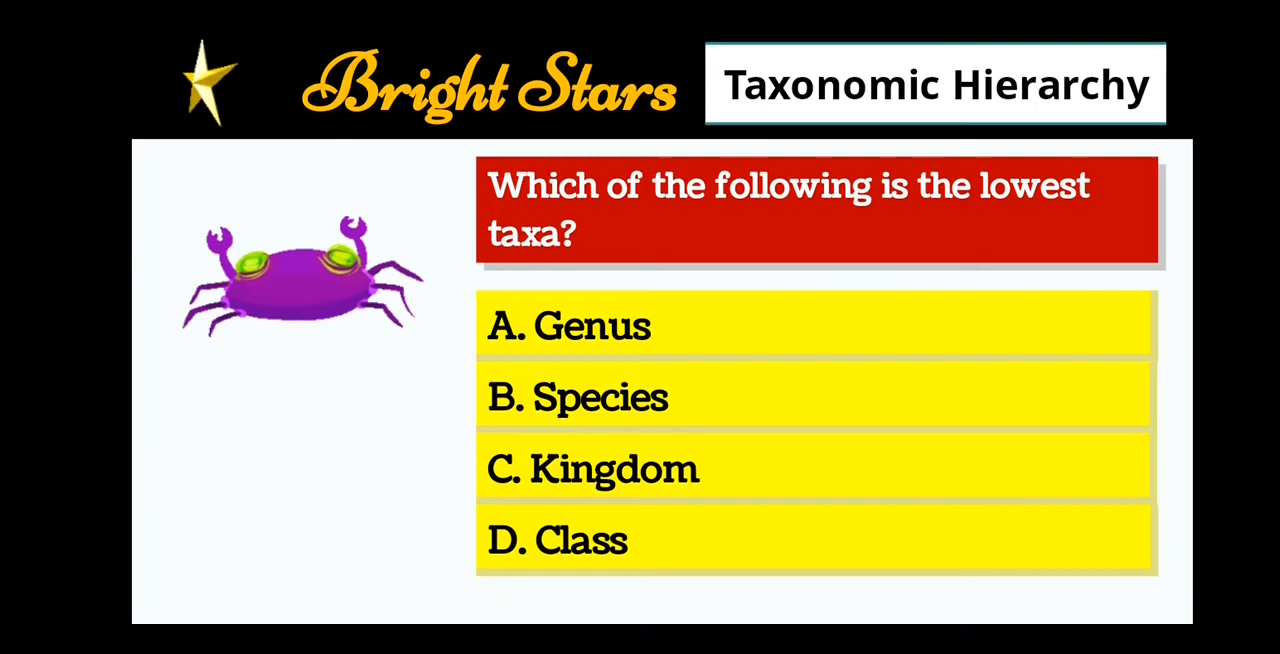 Bright Stars
Taxonomic Hierarchy
Which of the following is the lowest
taxa?
A. Genus
B. Species
C. Kingdom
D. Class